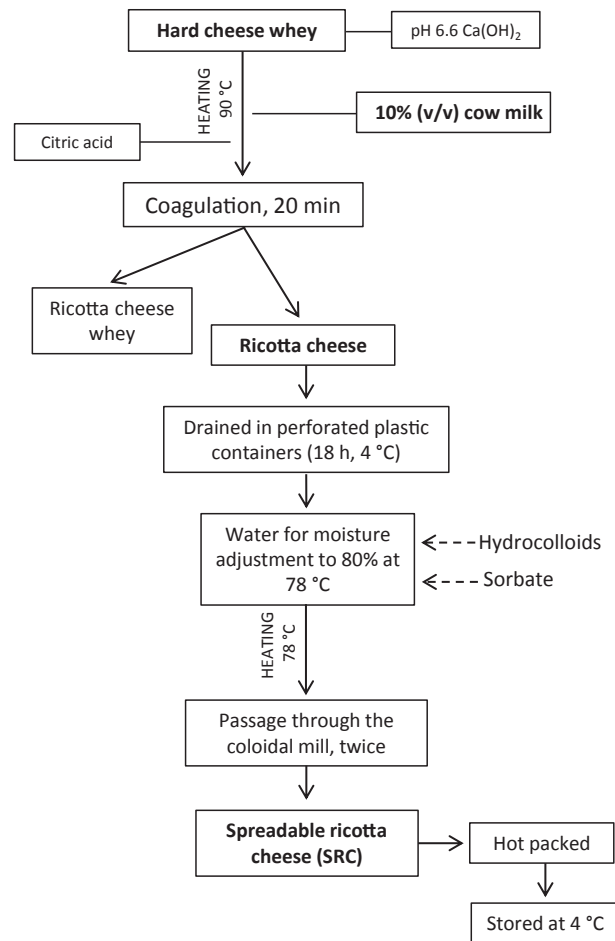 Hard cheese whey
pH 6.6 Ca(OH)₂
HEATING
90 °C
10% (v/v) cow milk
Citric acid
Coagulation, 20 min
Ricotta cheese
whey
Ricotta cheese
Drained in perforated plastic
containers (18 h, 4 °C)
Water for moisture
adjustment to 80% at
78 °C
Hydrocolloids
Sorbate
HEATING
78 °C
Passage through the
coloidal mill, twice
Spreadable ricotta
cheese (SRC)
Hot packed
Stored at 4 °C